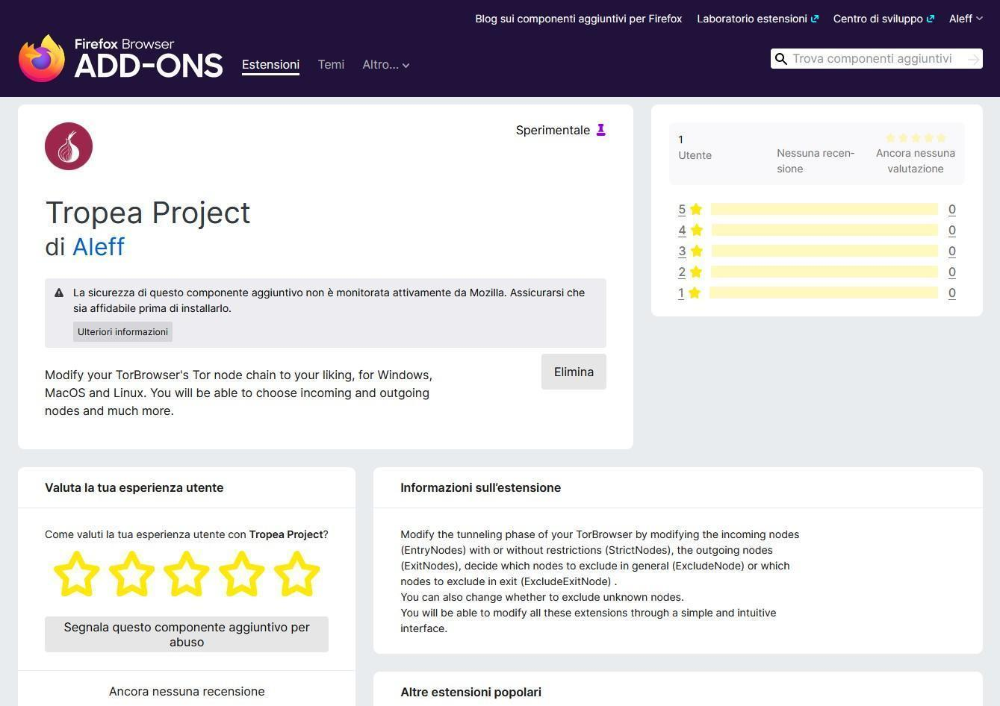 Blog sui componenti aggiuntivi per Firefox Laboratorio estensioni Centro di sviluppo Aleff
Firefox Browser
ADD-ONS
Estensioni Temi Altro...
Trova componenti aggiuntivi
Sperimentale
Tropea Project
di Aleff
La sicurezza di questo componente aggiuntivo non è monitorata attivamente da Mozilla. Assicurarsi che
sia affidabile prima di installarlo.
Ulteriori informazioni
Modify your TorBrowser's Tor node chain to your liking, for Windows,
MacOS and Linux. You will be able to choose incoming and outgoing
nodes and much more.
Elimina
1
Utente
Nessuna recen-
sione
Ancora nessuna
valutazione
5 0
4 0
3 0
2 0
1 0
Valuta la tua esperienza utente
Come valuti la tua esperienza utente con Tropea Project?
Segnala questo componente aggiuntivo per
abuso
Ancora nessuna recensione
Informazioni sull’estensione
Modify the tunneling phase of your TorBrowser by modifying the incoming nodes
(EntryNodes) with or without restrictions (StrictNodes), the outgoing nodes
(ExitNodes), decide which nodes to exclude in general (ExcludeNode) or which
nodes to exclude in exit (ExcludeExitNode) .
You can also change whether to exclude unknown nodes.
You will be able to modify all these extensions through a simple and intuitive
interface.
Altre estensioni popolari